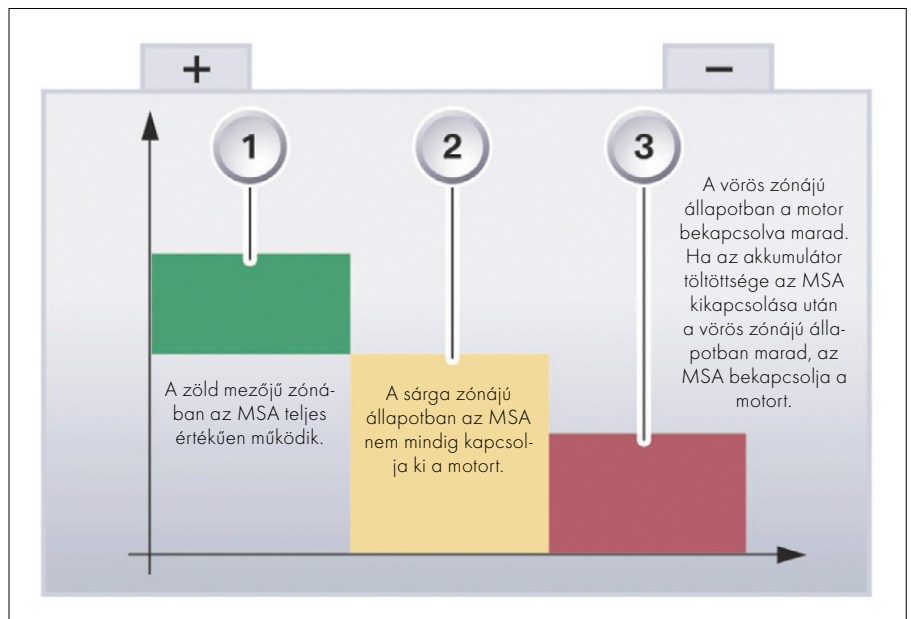 +
−
1
2
3
A zöld mezőjű zóná-
ban az MSA teljes
értékűen működik.
A sárga zónájú
állapotban az MSA
nem mindig kapcsol-
ja ki a motort.
A vörös zónájú
állapotban a motor
bekapcsolva marad.
Ha az akkumulátor
töltöttsége az MSA
kikapcsolása után
a vörös zónájú álla-
potban marad, az
MSA bekapcsolja a
motort.